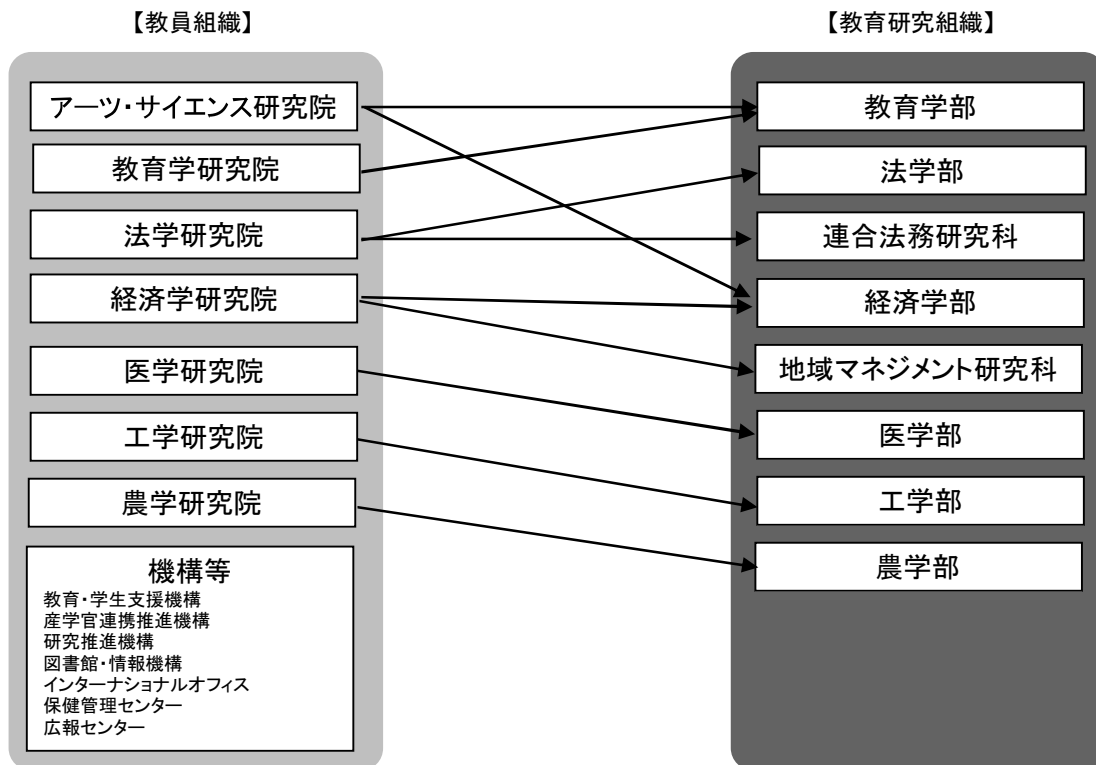 【教員組織】
アーツ・サイエンス研究院
教育学研究院
法学研究院
経済学研究院
医学研究院
工学研究院
農学研究院
機構等
教育・学生支援機構
産学官連携推進機構
研究推進機構
図書館・情報機構
インターナショナルオフィス
保健管理センター
広報センター
【教育研究組織】
教育学部
法学部
連合法務研究科
経済学部
地域マネジメント研究科
医学部
工学部
農学部